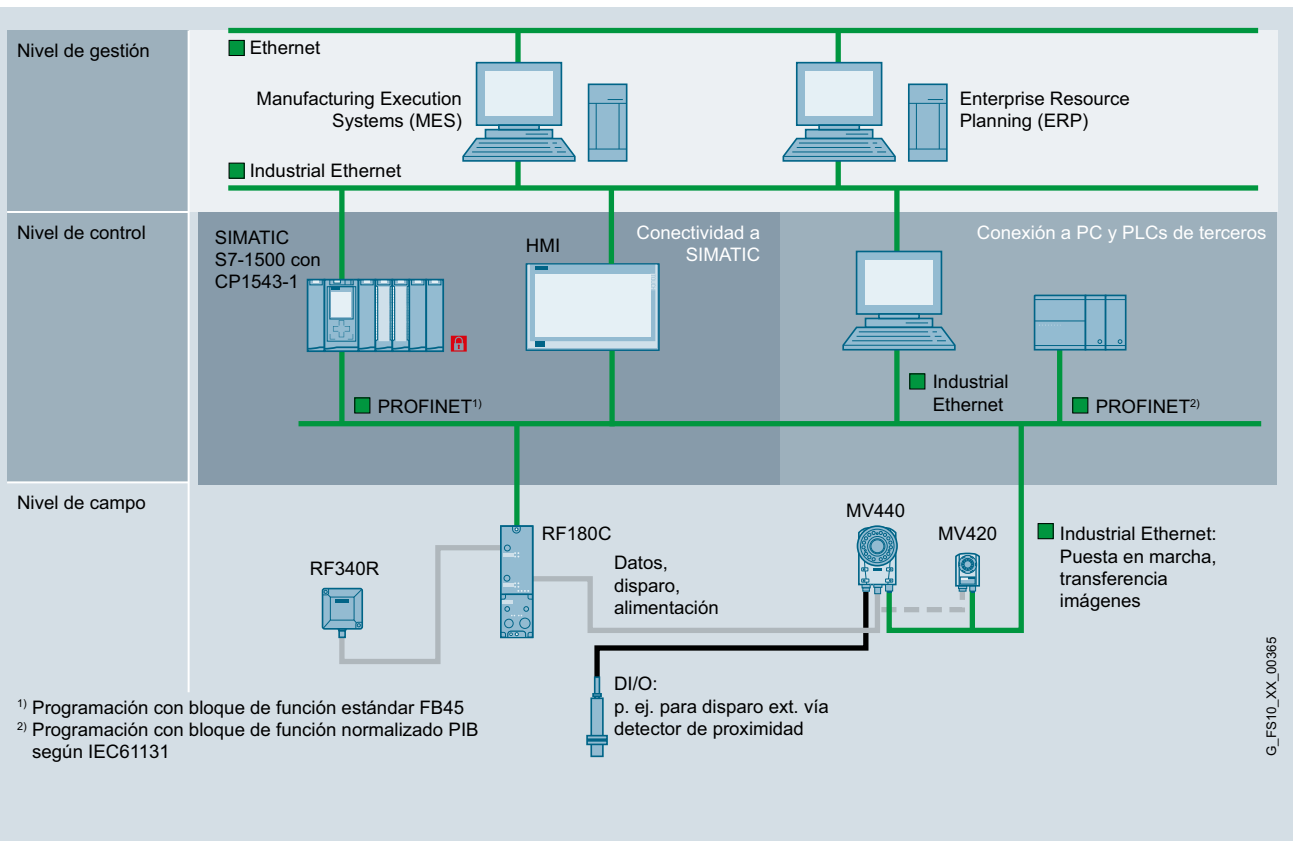 Nivel de gestión
Ethernet
Manufacturing Execution
Systems (MES)
Enterprise Resource
Planning (ERP)
Industrial Ethernet
Nivel de control
SIMATIC
S7-1500 con
CP1543-1
HMI
Conectividad a
SIMATIC
Conexión a PC y PLCs de terceros
PROFINET1)
Industrial
Ethernet
PROFINET2)
Nivel de campo
RF340R
RF180C
Datos,
disparo,
alimentación
MV440
MV420
Industrial Ethernet:
Puesta en marcha,
transferencia
imágenes
DI/O:
p. ej. para disparo ext. vía
detector de proximidad
1) Programación con bloque de función estándar FB45
2) Programación con bloque de función normalizado PIB
según IEC61131
G_FS10_XX_00365